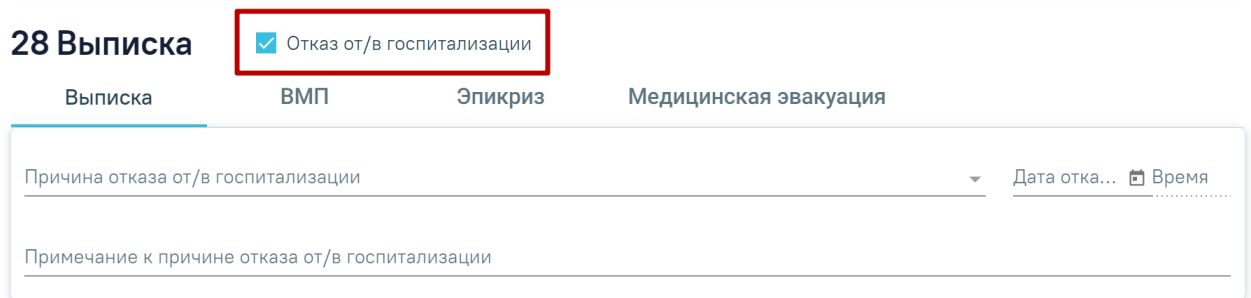 28 Выписка Отказ от/в госпитализации
Выписка ВМП Эпикриз Медицинская эвакуация
Причина отказа от/в госпитализации Дата отка... Время
Примечание к причине отказа от/в госпитализации